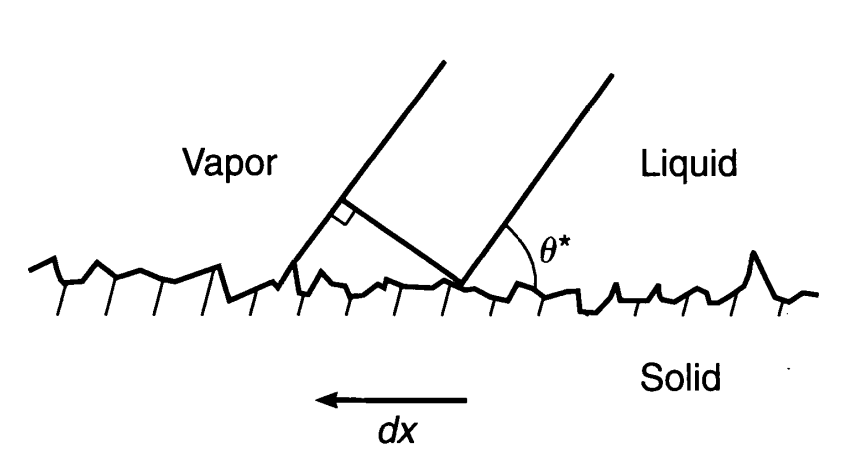 Vapor
Liquid
θ*
Solid
dx